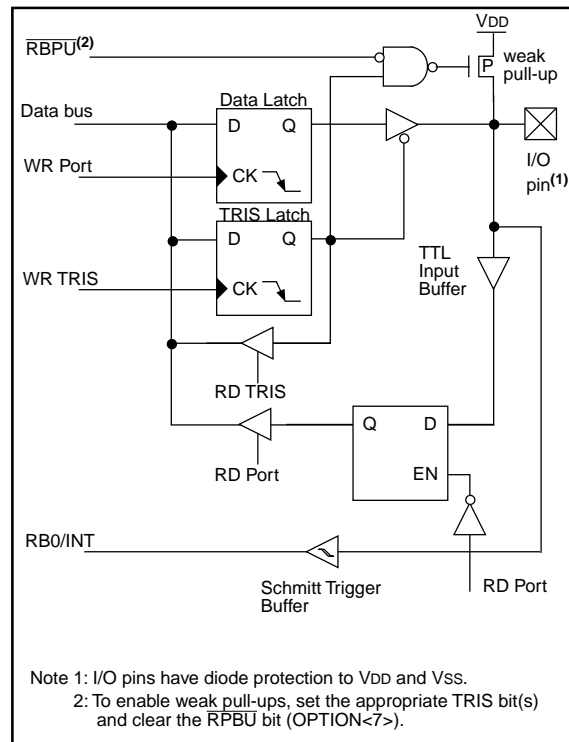 VDD
RBPU(2)
P
weak
pull-up
Data bus
Data Latch
D Q
I/O
pin(1)
WR Port
CK
TRIS Latch
D Q
TTL
Input
Buffer
WR TRIS
CK
RD TRIS
Q D
RD Port
EN
RB0/INT
Schmitt Trigger
Buffer
RD Port
Note 1: I/O pins have diode protection to VDD and VSS.
2: To enable weak pull-ups, set the appropriate TRIS bit(s)
and clear the RPBU bit (OPTION<7>).